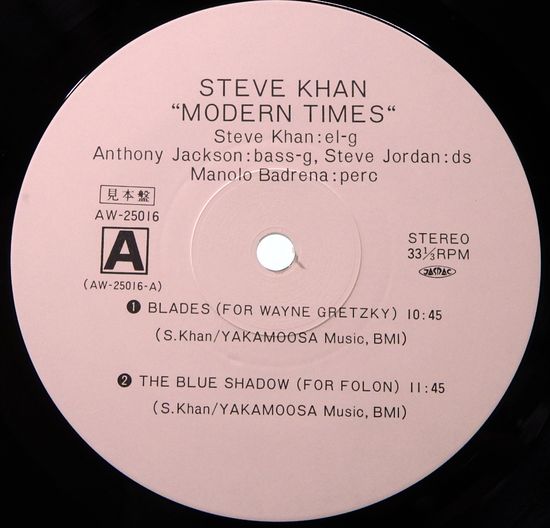 STEVE KHAN
"MODERN TIMES"
Steve Khan:el-g
Anthony Jackson:bass-g, Steve Jordan:ds
Manolo Badrena:perc
見本盤
AW-25016
A
(AW-25016-A)
STEREO
33⅓RPM
JASRAC
❶ BLADES (FOR WAYNE GRETZKY) 10:45
(S.Khan/YAKAMOOSA Music, BMI)
❷ THE BLUE SHADOW (FOR FOLON) 11:45
(S.Khan/YAKAMOOSA Music, BMI)